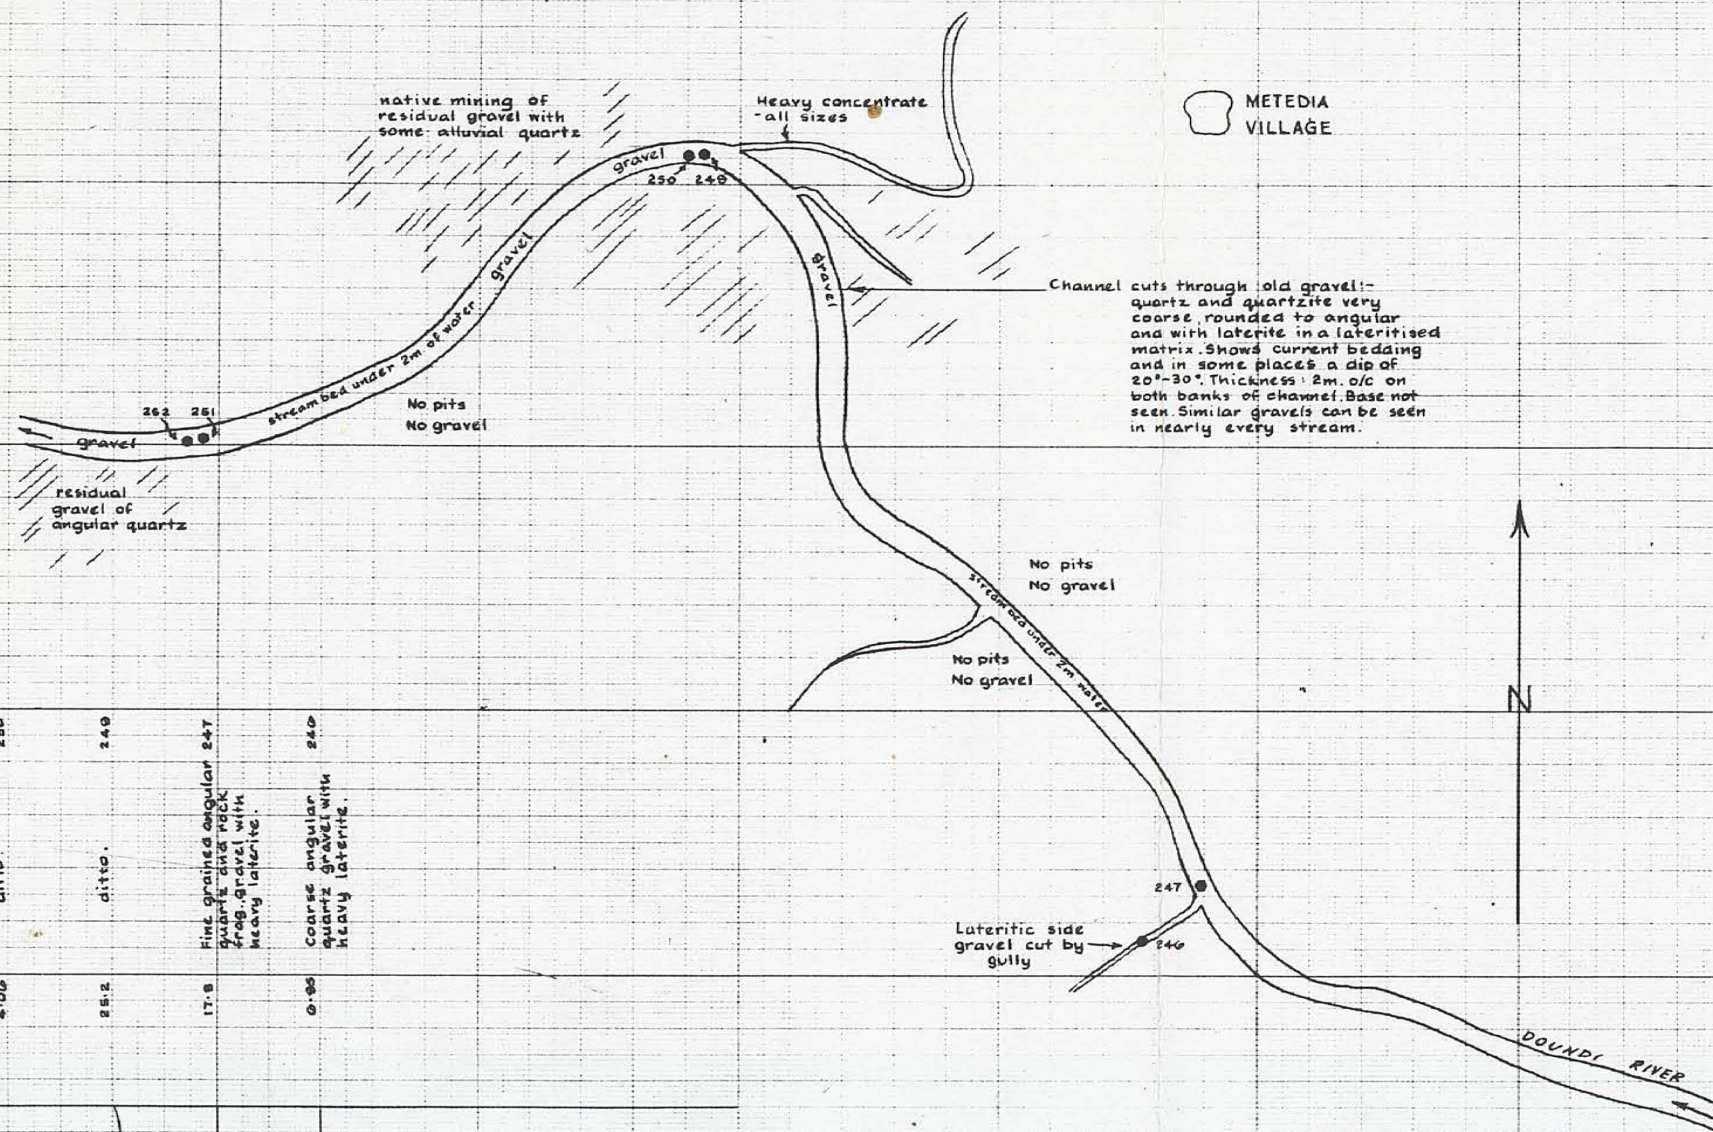 native mining of
residual gravel with
some alluvial quartz
Heavy concentrate
-all sizes
METEDIA
VILLAGE
gravel
250 249
gravel
gravel
Channel cuts through old gravel:-
quartz and quartzite very
coarse, rounded to angular
and with laterite in a lateritised
matrix. Shows current bedding
and in some places a dip of
20°-30°. Thickness: 2m. o/c on
both banks of channel. Base not
seen. Similar gravels can be seen
in nearly every stream.
stream bed under 2m. of water
No pits
No gravel
252 251
gravel
residual
gravel of
angular quartz
No pits
No gravel
stream bed under 2m water
No pits
No gravel
N
247
246
Lateritic side
gravel cut by
gully
DOUNDI RIVER
249
ditto.
25.2
247
Fine grained angular
quartz and rock
frag. gravel with
heavy laterite.
17.8
246
Coarse angular
quartz gravel with
heavy laterite.